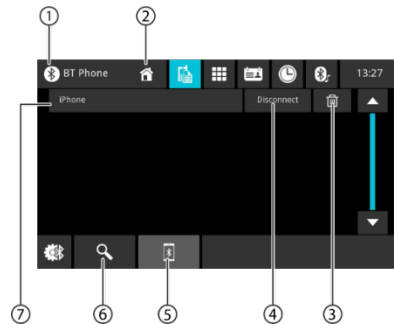 ① ②
BT Phone 13:27
iPhone Disconnect
⑦ ⑥ ⑤ ④ ③